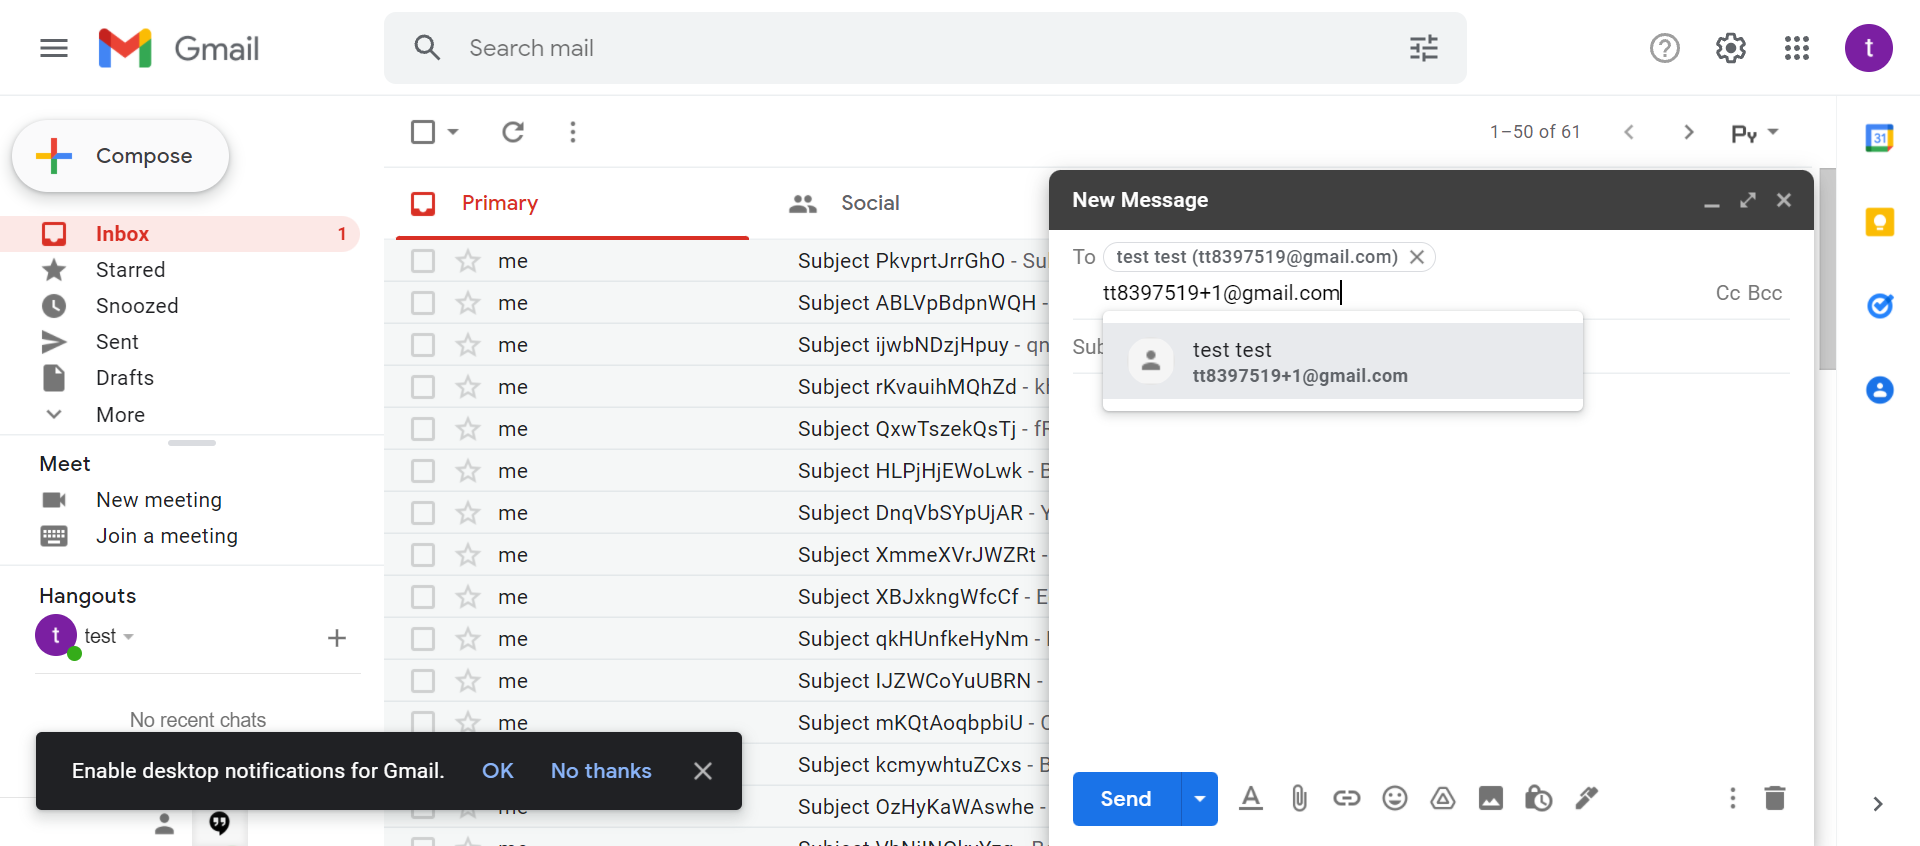 Gmail
Search mail
t
Compose
1–50 of 61
Py
31
Inbox 1
Starred
Snoozed
Sent
Drafts
More
Meet
New meeting
Join a meeting
Hangouts
t test
No recent chats
Enable desktop notifications for Gmail. OK No thanks
Primary
Social
me Subject PkvprtJrrGhO - Su
me Subject ABLVpBdpnWQH -
me Subject ijwbNDzjHpuy - qn
me Subject rKvauihMQhZd - kl
me Subject QxwTszekQsTj - fF
me Subject HLPjHjEWoLwk - B
me Subject DnqVbSYpUjAR - Y
me Subject XmmeXVrJWZRt -
me Subject XBJxkngWfcCf - E
me Subject qkHUnfkeHyNm -
me Subject IJZWCoYuUBRN -
me Subject mKQtAoqbpbiU - C
Subject kcmywhtuZCxs - B
me Subject OzHyKaWAswhe -
New Message
To test test (tt8397519@gmail.com)
tt8397519+1@gmail.com
Cc Bcc
Sub
test test
tt8397519+1@gmail.com
Send